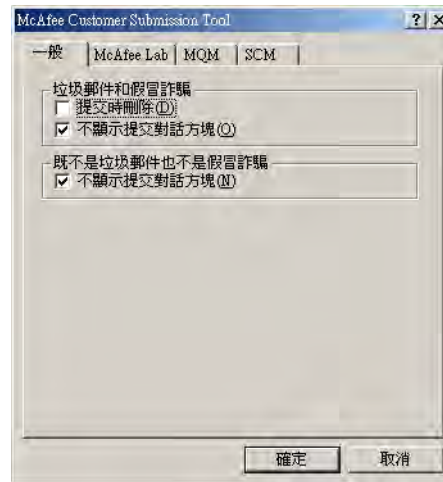 McAfee Customer Submission Tool
一般 McAfee Lab MQM SCM
垃圾郵件和假冒詐騙
提交時刪除(D)
不顯示提交對話方塊(O)
既不是垃圾郵件也不是假冒詐騙
不顯示提交對話方塊(N)
確定 取消